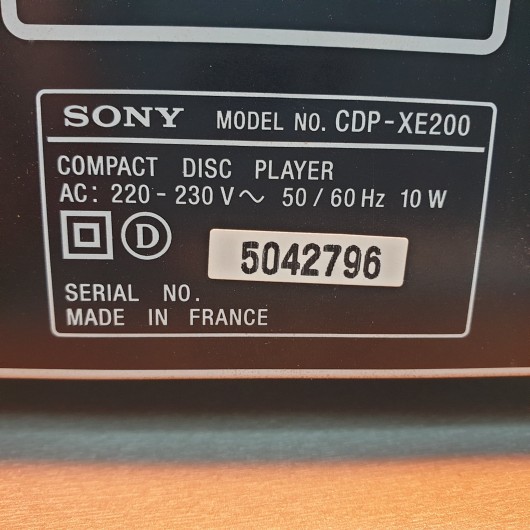 SONY MODEL NO. CDP-XE200
COMPACT DISC PLAYER
AC: 220 - 230 V～ 50 / 60 Hz 10 W
D
5042796
SERIAL NO.
MADE IN FRANCE